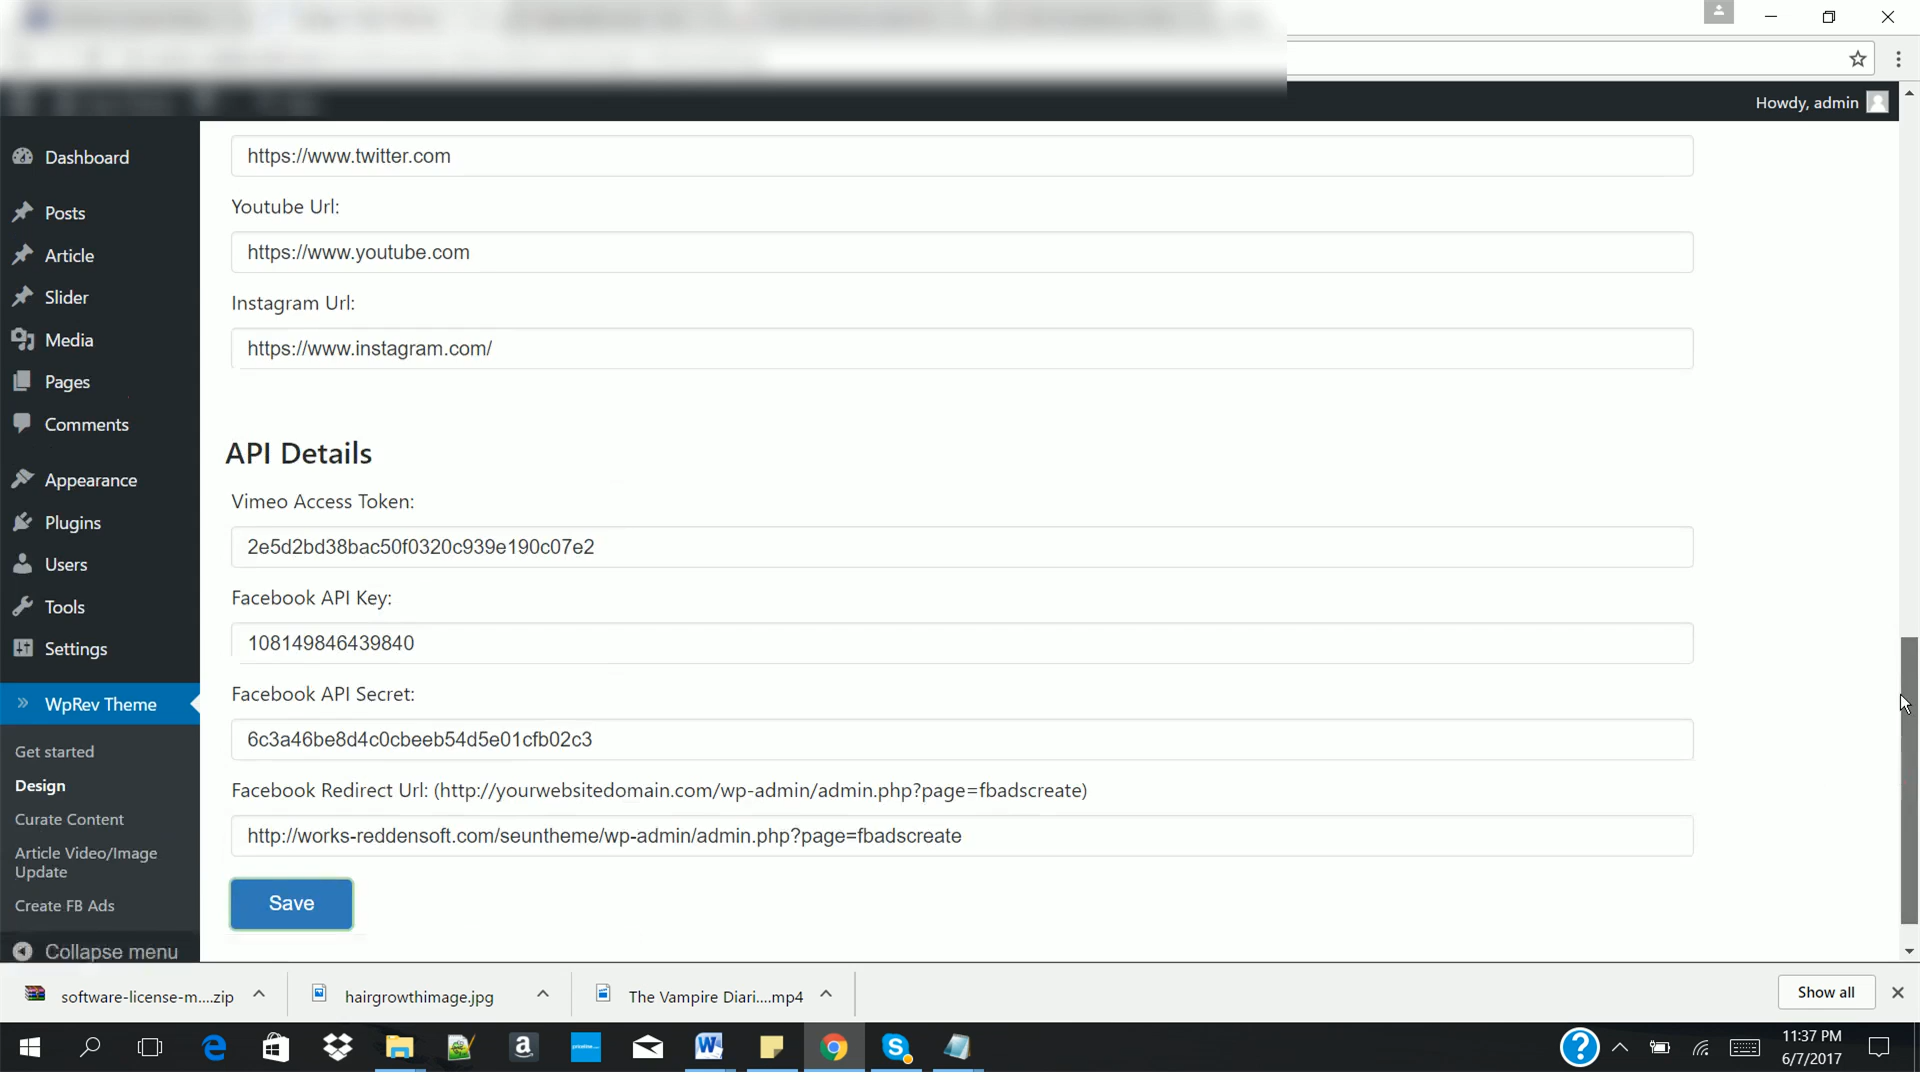 Howdy, admin
Dashboard
Posts
Article
Slider
Media
Pages
Comments
Appearance
Plugins
Users
Tools
Settings
WpRev Theme
Get started
Design
Curate Content
Article Video/Image
Update
Create FB Ads
Collapse menu
https://www.twitter.com
Youtube Url:
https://www.youtube.com
Instagram Url:
https://www.instagram.com/
API Details
Vimeo Access Token:
2e5d2bd38bac50f0320c939e190c07e2
Facebook API Key:
108149846439840
Facebook API Secret:
6c3a46be8d4c0cbeeb54d5e01cfb02c3
Facebook Redirect Url: (http://yourwebsitedomain.com/wp-admin/admin.php?page=fbadscreate)
http://works-reddensoft.com/seuntheme/wp-admin/admin.php?page=fbadscreate
Save
software-license-m....zip
hairgrowthimage.jpg
The Vampire Diari....mp4
Show all
11:37 PM
6/7/2017